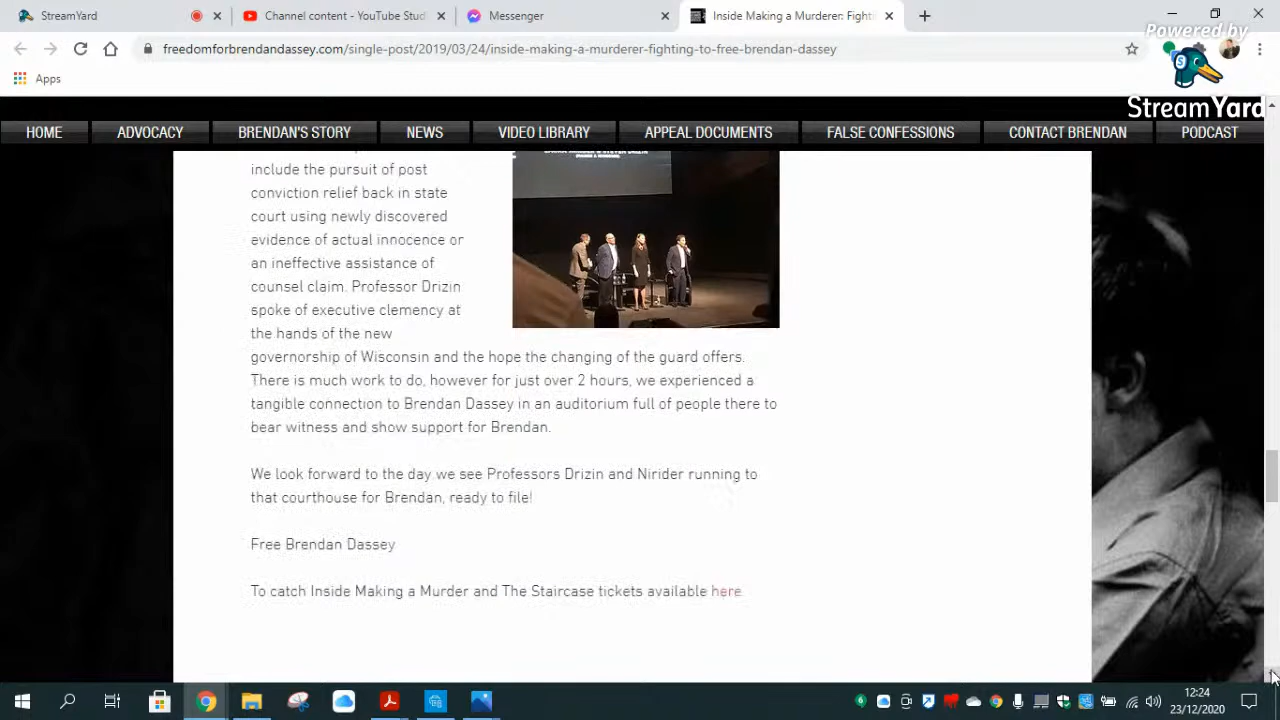 StreamYard
Channel content - YouTube Stud
Messenger
Inside Making a Murderer: Fight
Powered by
freedomforbrendandassey.com/single-post/2019/03/24/inside-making-a-murderer-fighting-to-free-brendan-dassey
Apps
StreamYard
HOME
ADVOCACY
BRENDAN'S STORY
NEWS
VIDEO LIBRARY
APPEAL DOCUMENTS
FALSE CONFESSIONS
CONTACT BRENDAN
PODCAST
include the pursuit of post
conviction relief back in state
court using newly discovered
evidence of actual innocence or
an ineffective assistance of
counsel claim. Professor Drizin
spoke of executive clemency at
the hands of the new
governorship of Wisconsin and the hope the changing of the guard offers.
There is much work to do, however for just over 2 hours, we experienced a
tangible connection to Brendan Dassey in an auditorium full of people there to
bear witness and show support for Brendan.
We look forward to the day we see Professors Drizin and Nirider running to
that courthouse for Brendan, ready to file!
Free Brendan Dassey
To catch Inside Making a Murder and The Staircase tickets available here.
12:24
23/12/2020